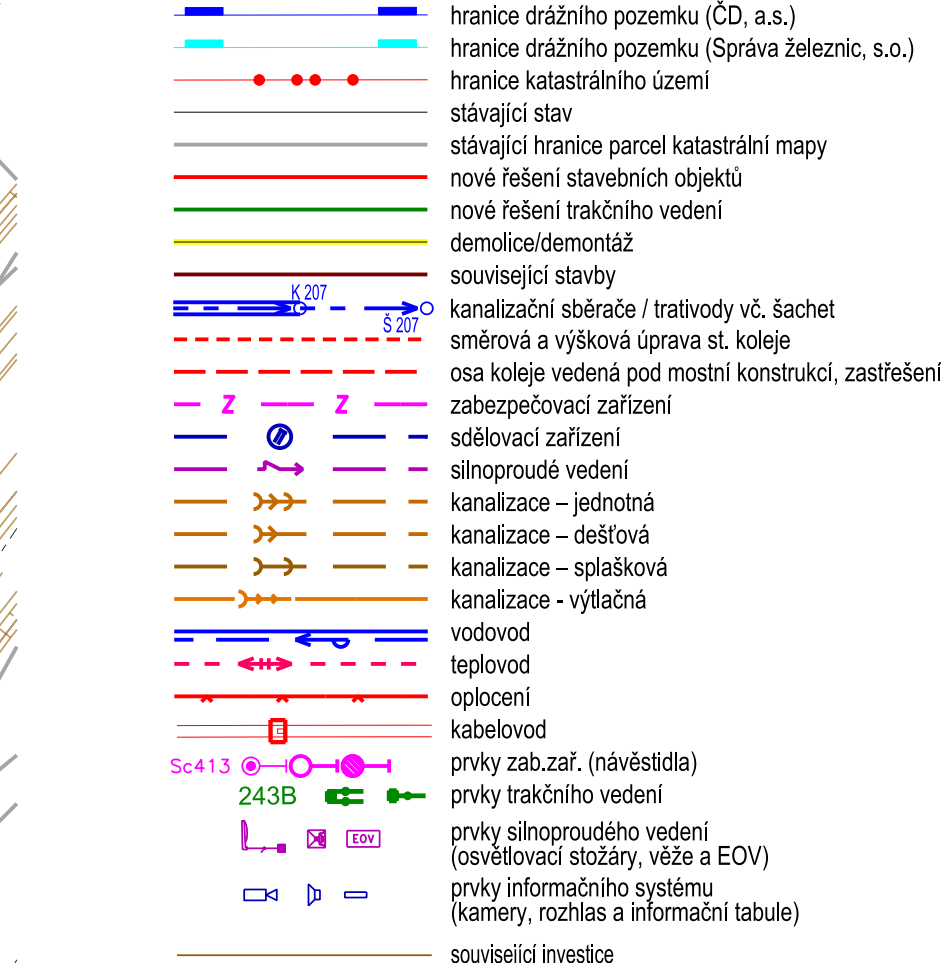 hranice drážního pozemku (ČD, a.s.)
hranice drážního pozemku (Správa železnic, s.o.)
hranice katastrálního území
stávající stav
stávající hranice parcel katastrální mapy
nové řešení stavebních objektů
nové řešení trakčního vedení
demolice/demontáž
související stavby
K 207
Š 207
kanalizační sběrače / trativody vč. šachet
směrová a výšková úprava st. koleje
osa koleje vedená pod mostní konstrukcí, zastřešení
Z Z zabezpečovací zařízení
sdělovací zařízení
silnoproudé vedení
kanalizace – jednotná
kanalizace – dešťová
kanalizace – splašková
kanalizace - výtlačná
vodovod
teplovod
oplocení
kabelovod
Sc413 prvky zab.zař. (návěstidla)
243B prvky trakčního vedení
EOV prvky silnoproudého vedení
(osvětlovací stožáry, věže a EOV)
prvky informačního systému
(kamery, rozhlas a informační tabule)
související investice